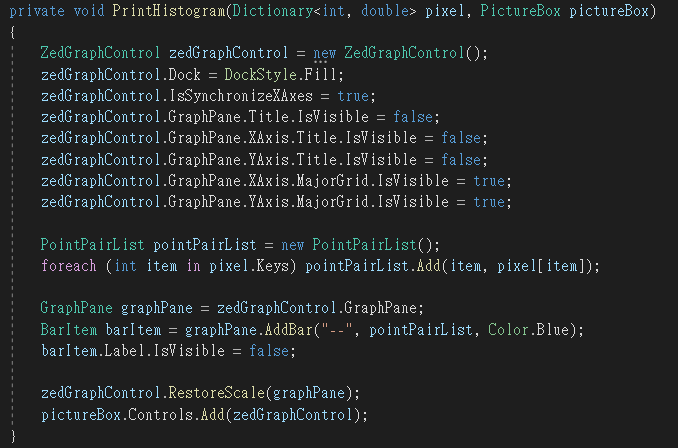 private void PrintHistogram(Dictionary<int, double> pixel, PictureBox pictureBox)
{
ZedGraphControl zedGraphControl = new ZedGraphControl();
zedGraphControl.Dock = DockStyle.Fill;
zedGraphControl.IsSynchronizeXAxes = true;
zedGraphControl.GraphPane.Title.IsVisible = false;
zedGraphControl.GraphPane.XAxis.Title.IsVisible = false;
zedGraphControl.GraphPane.YAxis.Title.IsVisible = false;
zedGraphControl.GraphPane.XAxis.MajorGrid.IsVisible = true;
zedGraphControl.GraphPane.YAxis.MajorGrid.IsVisible = true;
PointPairList pointPairList = new PointPairList();
foreach (int item in pixel.Keys) pointPairList.Add(item, pixel[item]);
GraphPane graphPane = zedGraphControl.GraphPane;
BarItem barItem = graphPane.AddBar("--", pointPairList, Color.Blue);
barItem.Label.IsVisible = false;
zedGraphControl.RestoreScale(graphPane);
pictureBox.Controls.Add(zedGraphControl);
}